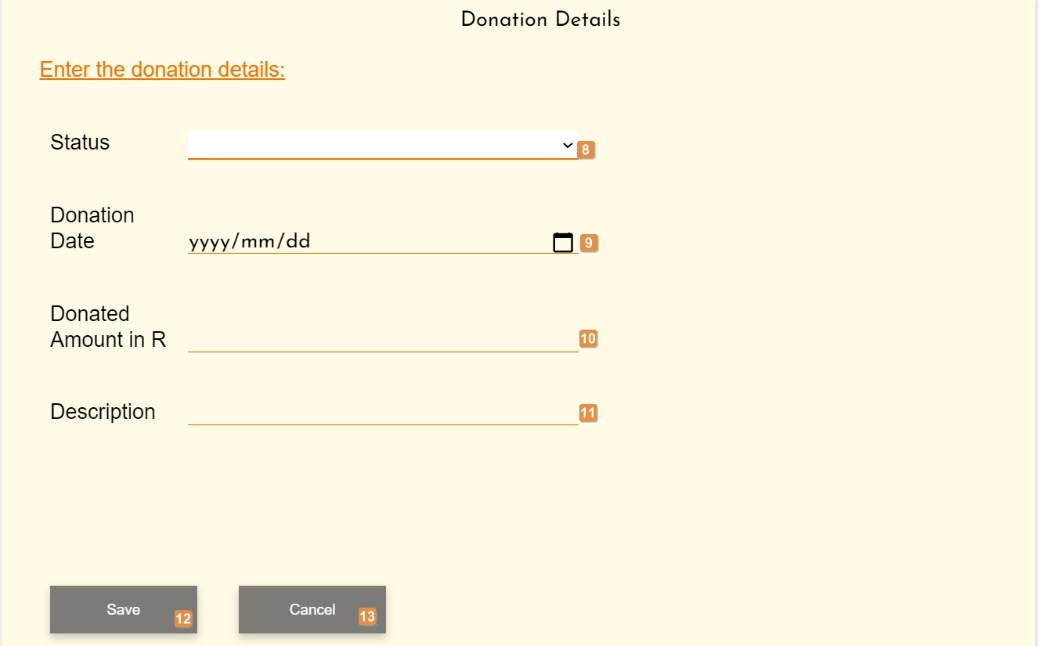 Donation Details
Enter the donation details:
Status
8
Donation
Date
yyyy/mm/dd
9
Donated
Amount in R
10
Description
11
Save
12
Cancel
13